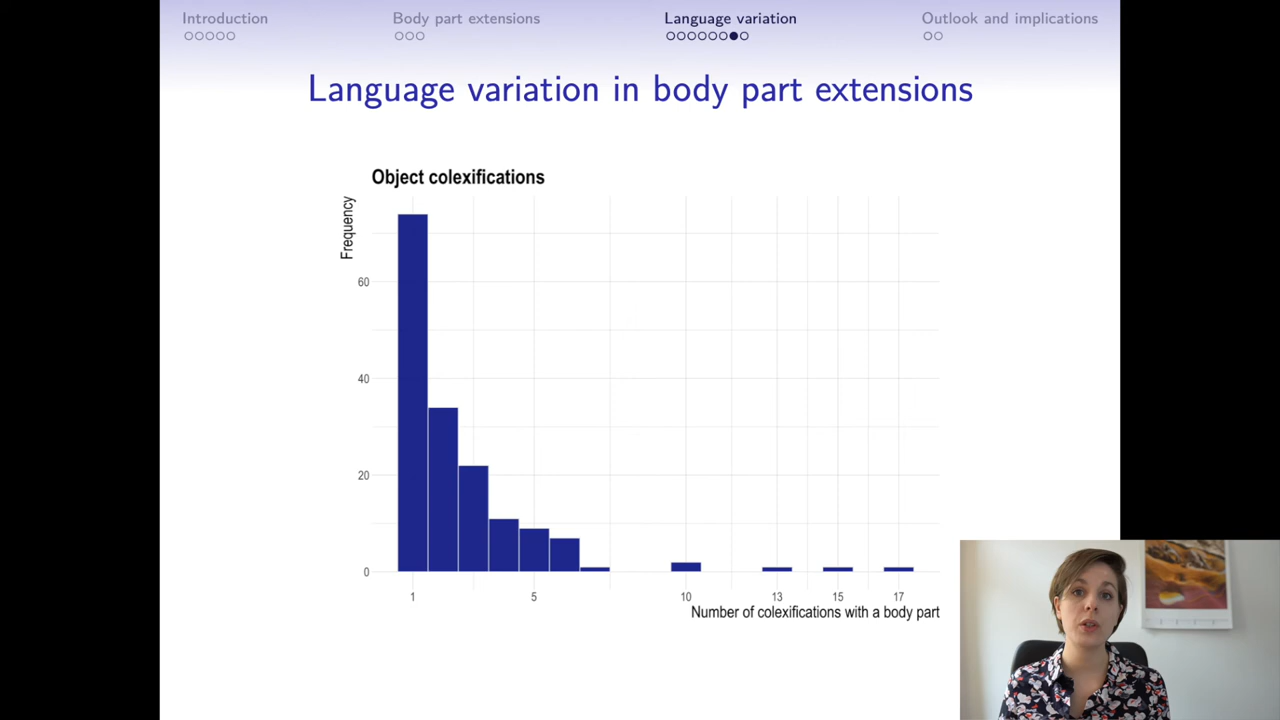 Introduction
Body part extensions
Language variation
Outlook and implications
Language variation in body part extensions
Object colexifications
Frequency
60
40
20
0
1 5 10 13 15 17
Number of colexifications with a body part